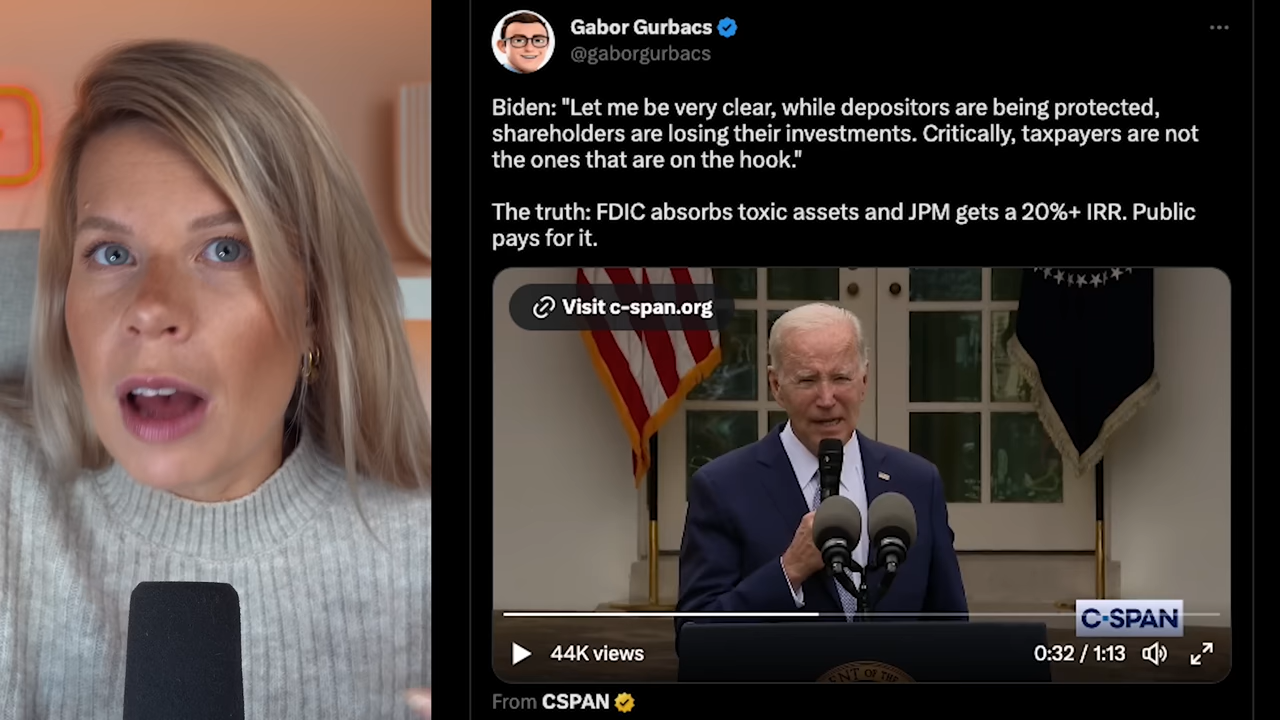 Gabor Gurbacs
@gaborgurbacs
Biden: "Let me be very clear, while depositors are being protected,
shareholders are losing their investments. Critically, taxpayers are not
the ones that are on the hook."
The truth: FDIC absorbs toxic assets and JPM gets a 20%+ IRR. Public
pays for it.
Visit c-span.org
C·SPAN
44K views
0:32 / 1:13
ENT OF THE
From CSPAN